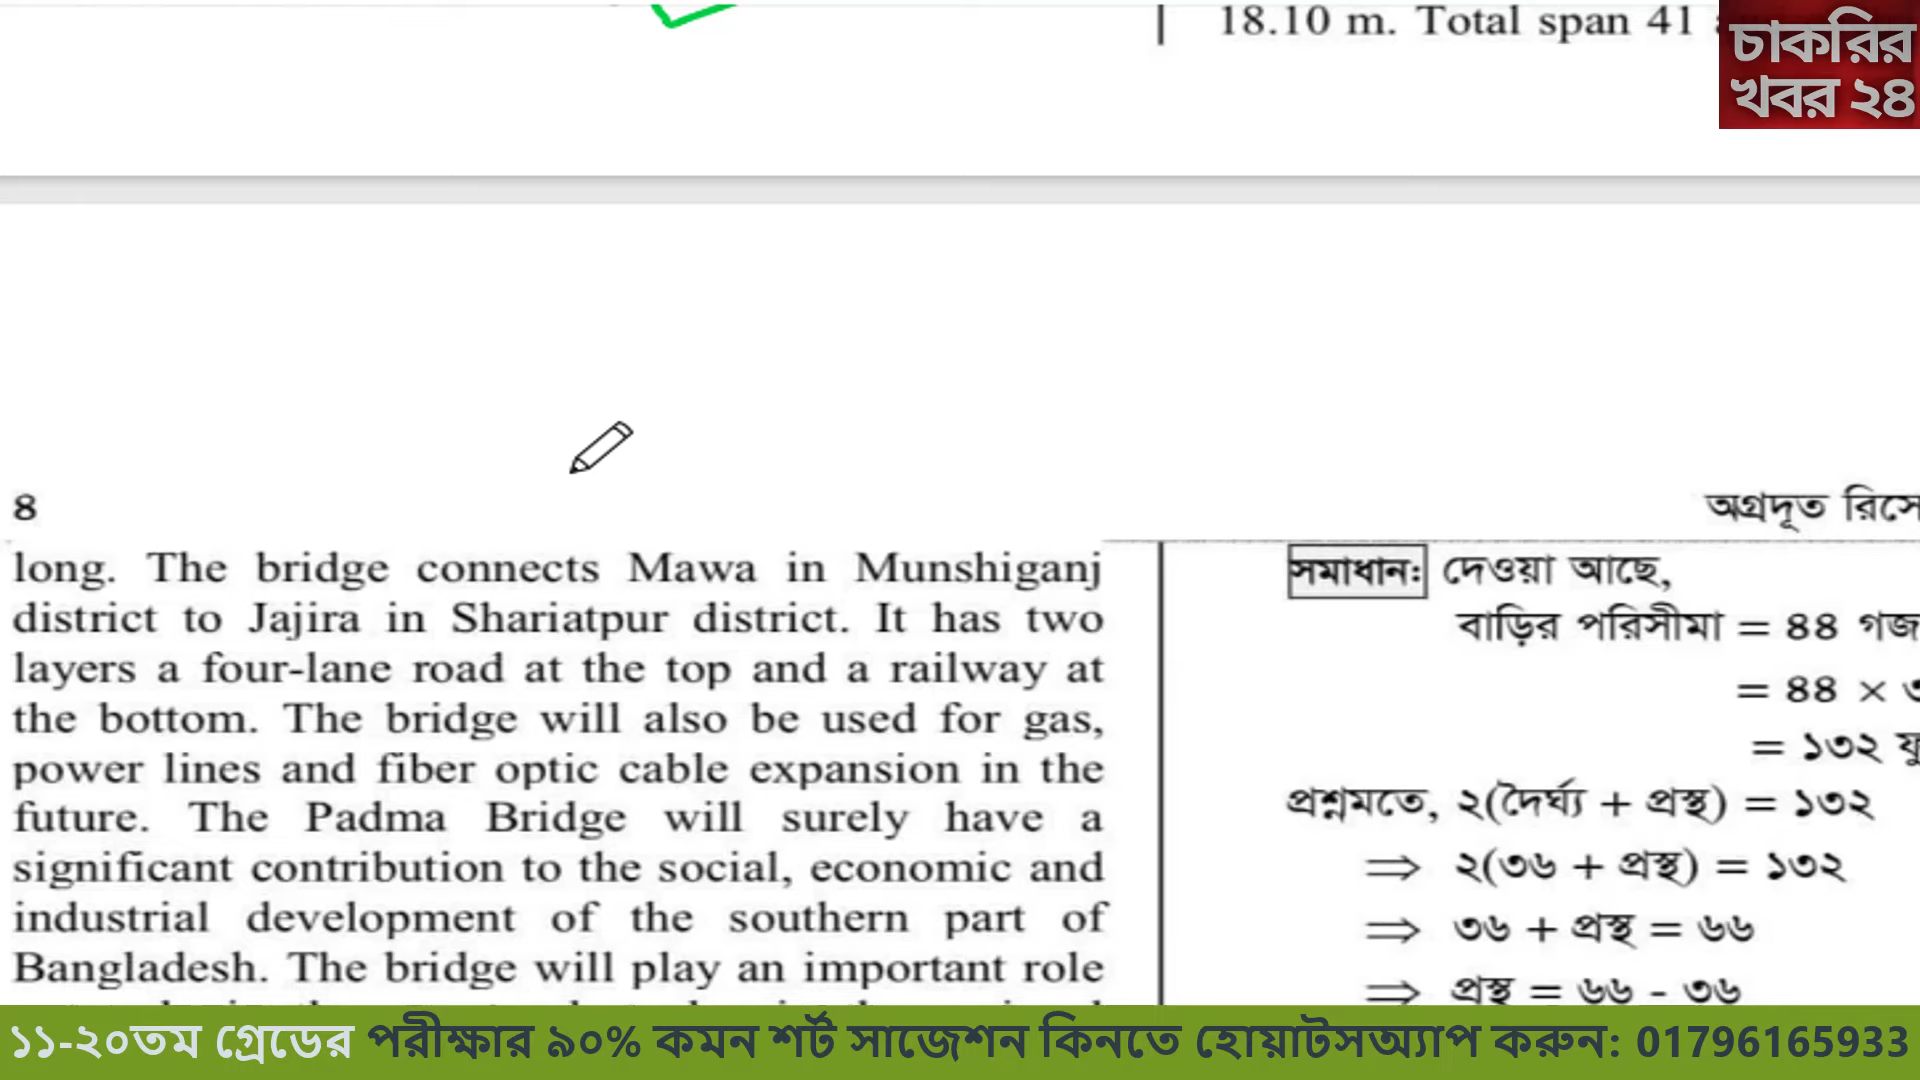 18.10 m. Total span 41
চাকরির
খবর ২৪
৪
অগ্রদূত
long. The bridge connects Mawa in Munshiganj
district to Jajira in Shariatpur district. It has two
layers a four-lane road at the top and a railway at
the bottom. The bridge will also be used for gas,
power lines and fiber optic cable expansion in the
future. The Padma Bridge will surely have a
significant contribution to the social, economic and
industrial development of the southern part of
Bangladesh. The bridge will play an important role
সমাধান: দেওয়া আছে,
বাড়ির পরিসীমা = ৪৪ গজ
= ৪৪ ×
= ১৩২
প্রশ্নমতে, ২(দৈর্ঘ্য + প্রস্থ) = ১৩২
⇒ ২(৩৬ + প্রস্থ) = ১৩২
⇒ ৩৬ + প্রস্থ = ৬৬
⇒ প্রস্থ = ৬৬ - ৩৬
১১-২০তম গ্রেডের পরীক্ষার ৯০% কমন শর্ট সাজেশন কিনতে হোয়াটসঅ্যাপ করুন: 01796165933